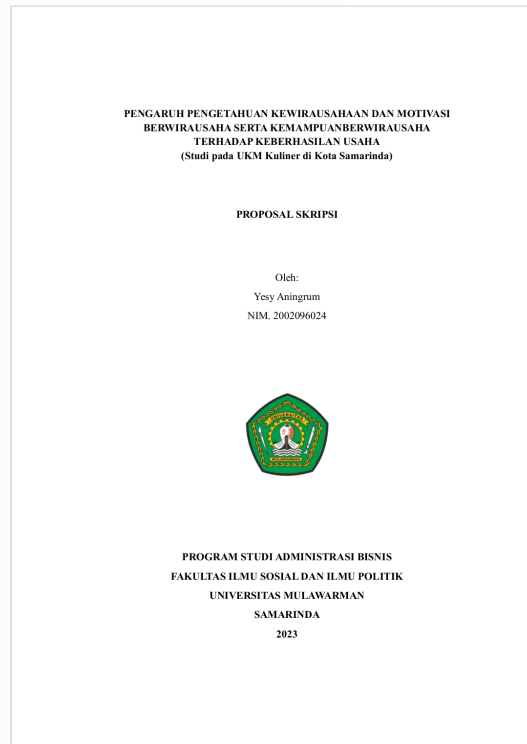 PENGARUH PENGETAHUAN KEWIRAUSAHAAN DAN MOTIVASI
BERWIRAUSAHA SERTA KEMAMPUANBERWIRAUSAHA
TERHADAP KEBERHASILAN USAHA
(Studi pada UKM Kuliner di Kota Samarinda)
PROPOSAL SKRIPSI
Oleh:
Yesy Aningrum
NIM. 2002096024
UNIVERSITAS
MULAWARMAN
PROGRAM STUDI ADMINISTRASI BISNIS
FAKULTAS ILMU SOSIAL DAN ILMU POLITIK
UNIVERSITAS MULAWARMAN
SAMARINDA
2023